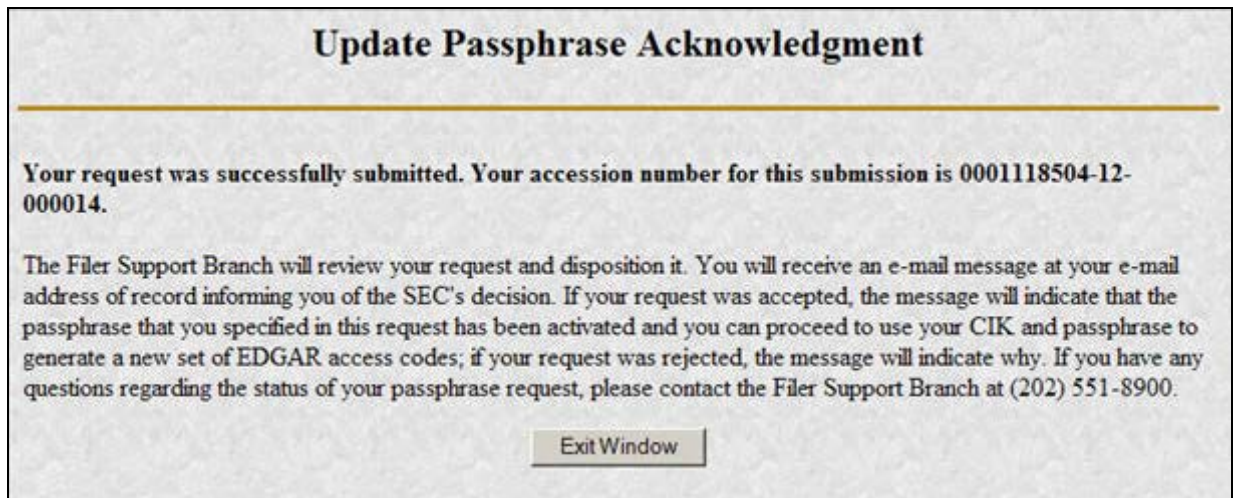 Update Passphrase Acknowledgment
Your request was successfully submitted. Your accession number for this submission is 0001118504-12-
000014.
The Filer Support Branch will review your request and disposition it. You will receive an e-mail message at your e-mail
address of record informing you of the SEC's decision. If your request was accepted, the message will indicate that the
passphrase that you specified in this request has been activated and you can proceed to use your CIK and passphrase to
generate a new set of EDGAR access codes; if your request was rejected, the message will indicate why. If you have any
questions regarding the status of your passphrase request, please contact the Filer Support Branch at (202) 551-8900.
Exit Window